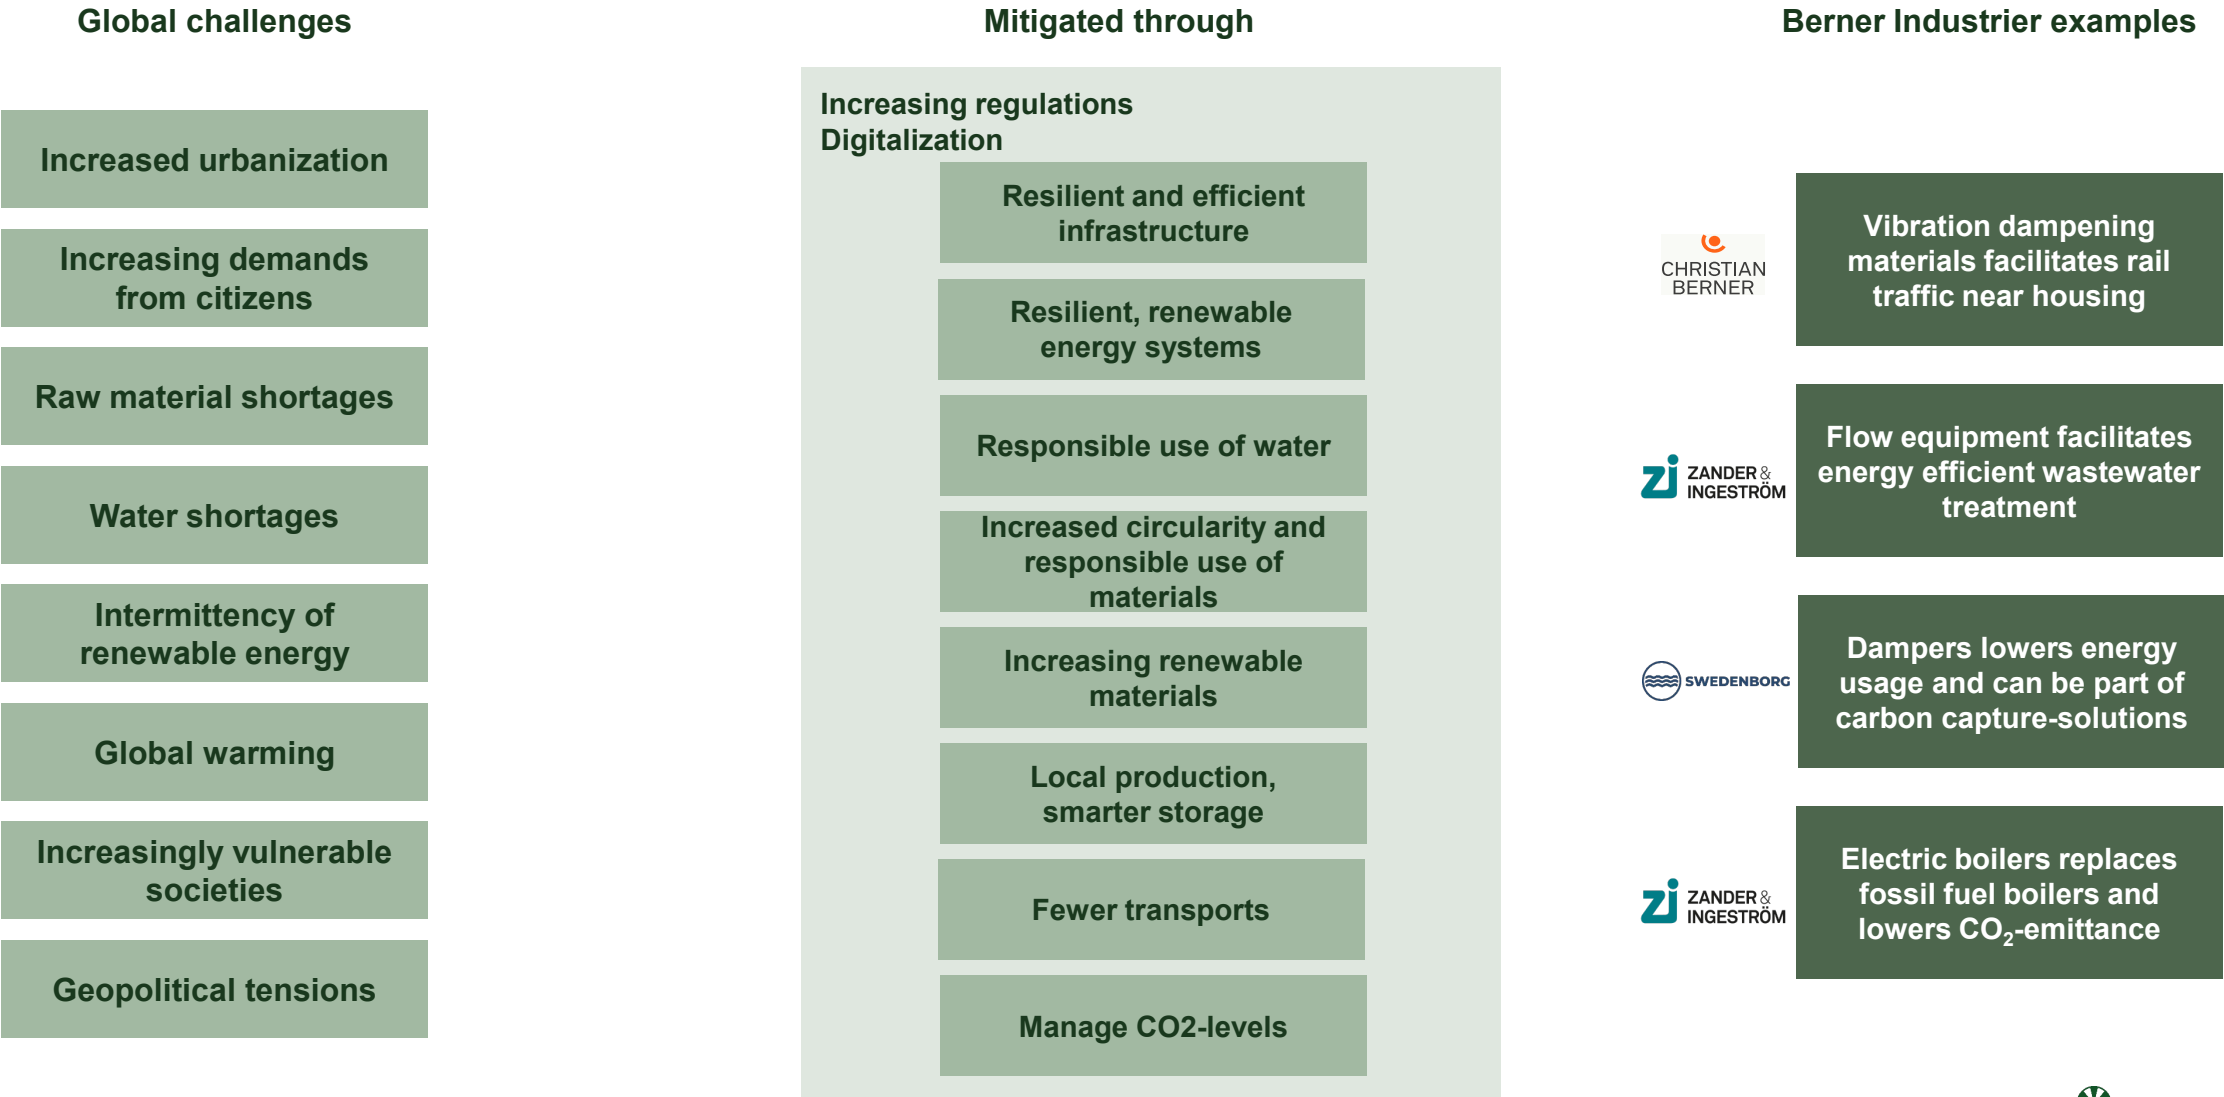 Global challenges
Increased urbanization
Increasing demands
from citizens
Raw material shortages
Water shortages
Intermittency of
renewable energy
Global warming
Increasingly vulnerable
societies
Geopolitical tensions
Mitigated through
Increasing regulations
Digitalization
Resilient and efficient
infrastructure
Resilient, renewable
energy systems
Responsible use of water
Increased circularity and
responsible use of
materials
Increasing renewable
materials
Local production,
smarter storage
Fewer transports
Manage CO2-levels
Berner Industrier examples
CHRISTIAN
BERNER
Vibration dampening
materials facilitates rail
traffic near housing
zi ZANDER &
INGESTRÖM
Flow equipment facilitates
energy efficient wastewater
treatment
SWEDENBORG
Dampers lowers energy
usage and can be part of
carbon capture-solutions
zi ZANDER &
INGESTRÖM
Electric boilers replaces
fossil fuel boilers and
lowers CO₂-emittance